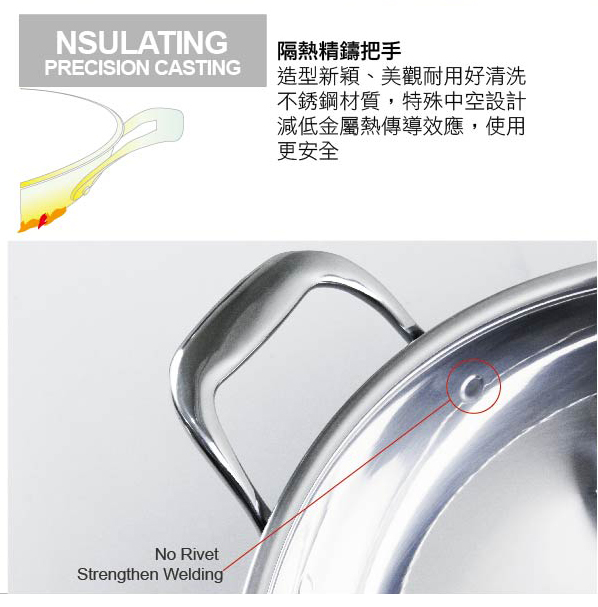 NSULATING
PRECISION CASTING
隔熱精鑄把手
造型新穎、美觀耐用好清洗
不銹鋼材質，特殊中空設計
減低金屬熱傳導效應，使用
更安全
No Rivet
Strengthen Welding